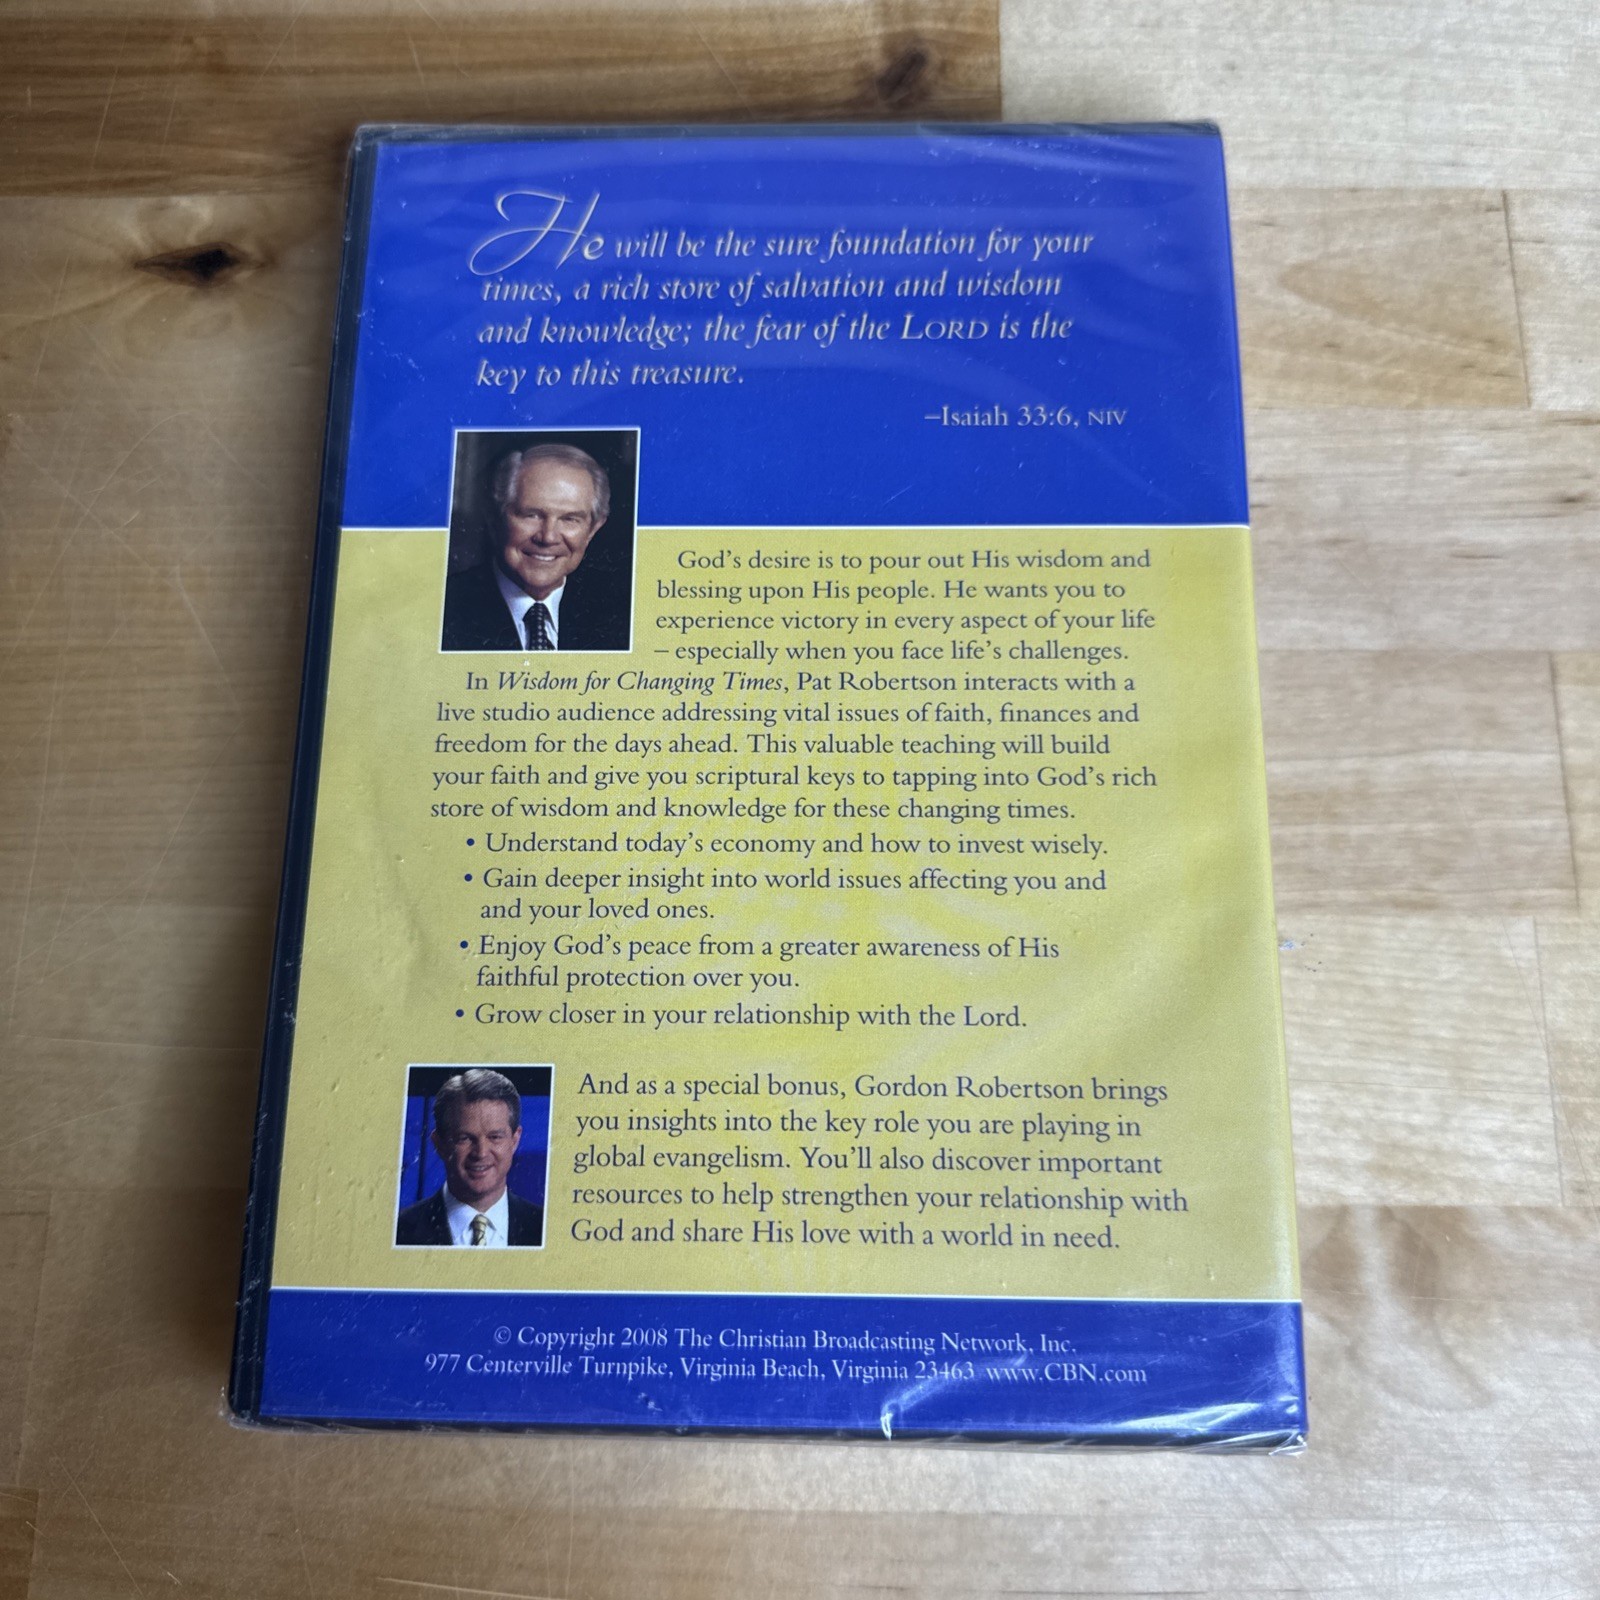 He will be the sure foundation for your
times, a rich store of salvation and wisdom
and knowledge; the fear of the LORD is the
key to this treasure.
–Isaiah 33:6, NIV
God's desire is to pour out His wisdom and
blessing upon His people. He wants you to
experience victory in every aspect of your life
– especially when you face life's challenges.
In Wisdom for Changing Times, Pat Robertson interacts with a
live studio audience addressing vital issues of faith, finances and
freedom for the days ahead. This valuable teaching will build
your faith and give you scriptural keys to tapping into God's rich
store of wisdom and knowledge for these changing times.
• Understand today's economy and how to invest wisely.
• Gain deeper insight into world issues affecting you and
and your loved ones.
• Enjoy God's peace from a greater awareness of His
faithful protection over you.
• Grow closer in your relationship with the Lord.
And as a special bonus, Gordon Robertson brings
you insights into the key role you are playing in
global evangelism. You'll also discover important
resources to help strengthen your relationship with
God and share His love with a world in need.
© Copyright 2008 The Christian Broadcasting Network, Inc.
977 Centerville Turnpike, Virginia Beach, Virginia 23463 www.CBN.com